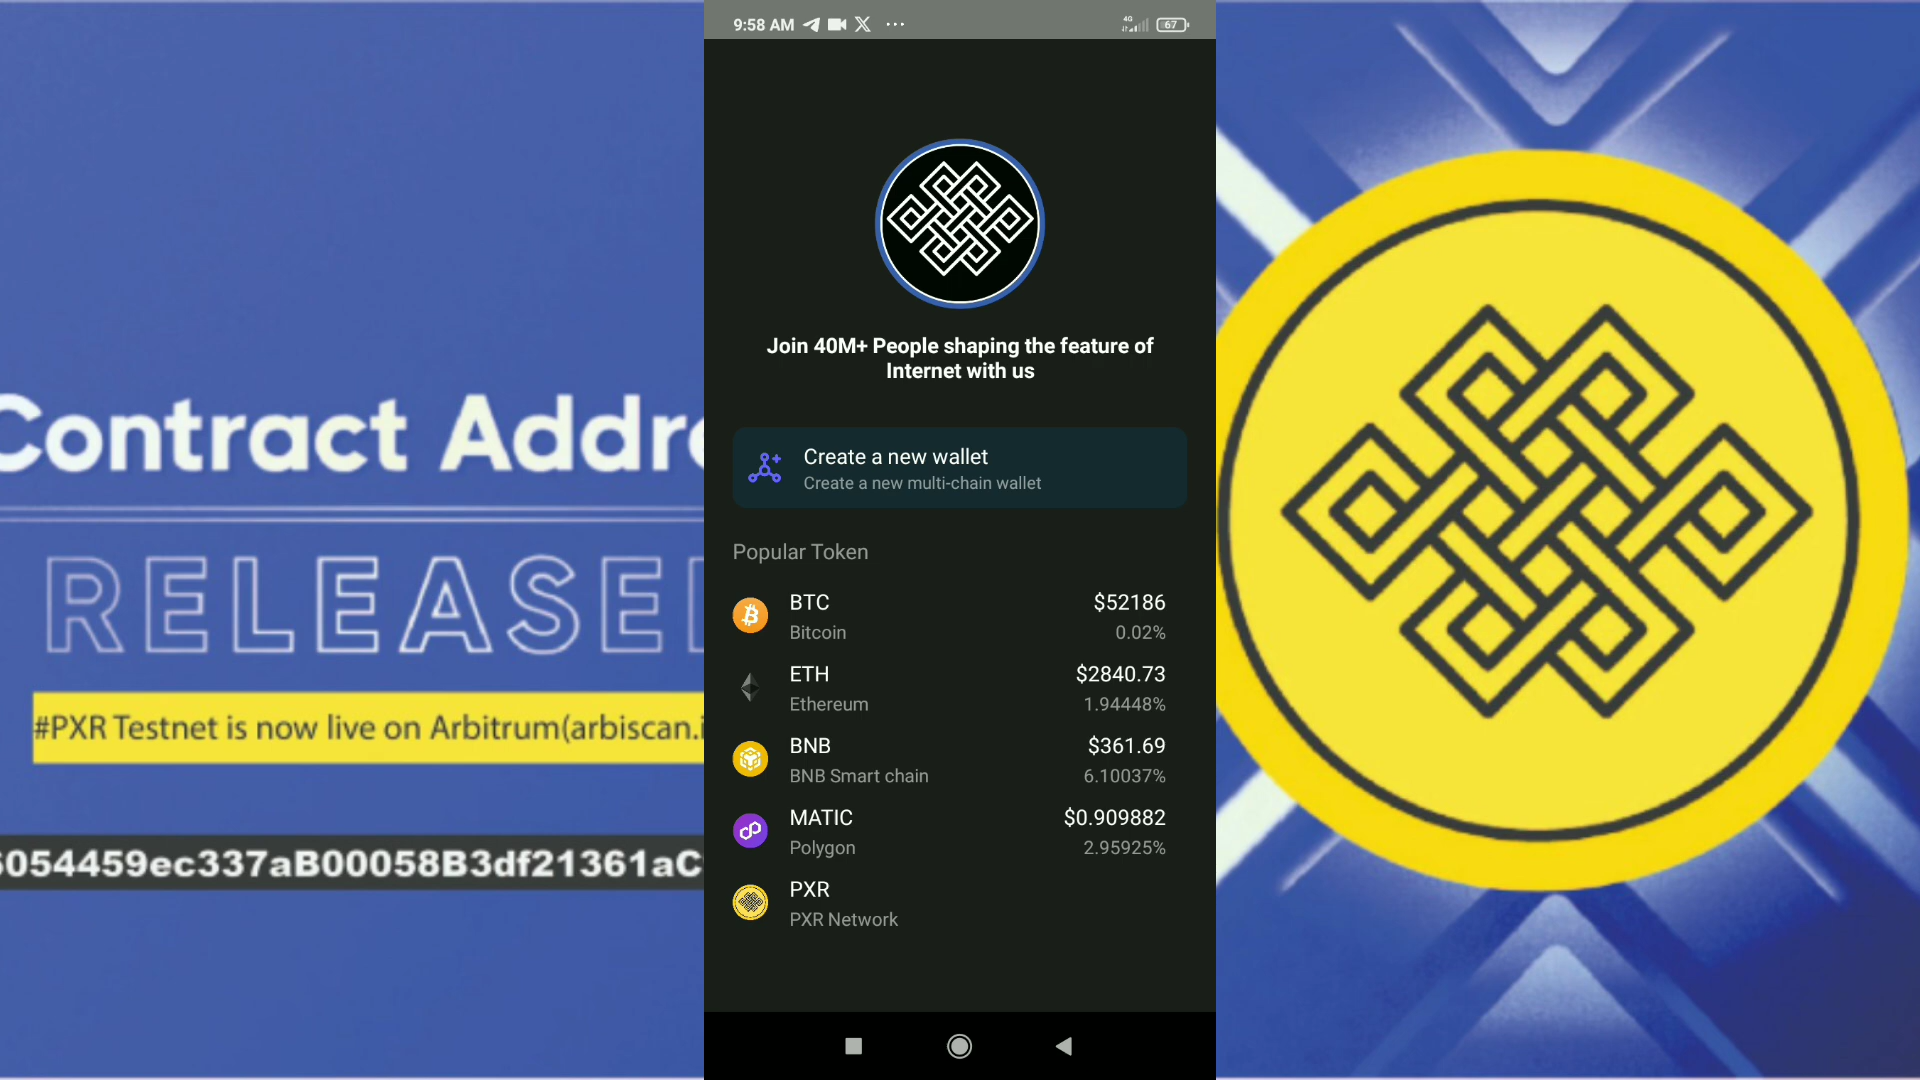 Contract Addr
RELEASE
#PXR Testnet is now live on Arbitrum(arbiscan.i
6054459ec337aB00058B3df21361aC
9:58 AM
4G
67
Join 40M+ People shaping the feature of
Internet with us
Create a new wallet
Create a new multi-chain wallet
Popular Token
BTC $52186
Bitcoin 0.02%
ETH $2840.73
Ethereum 1.94448%
BNB $361.69
BNB Smart chain 6.10037%
MATIC $0.909882
Polygon 2.95925%
PXR
PXR Network